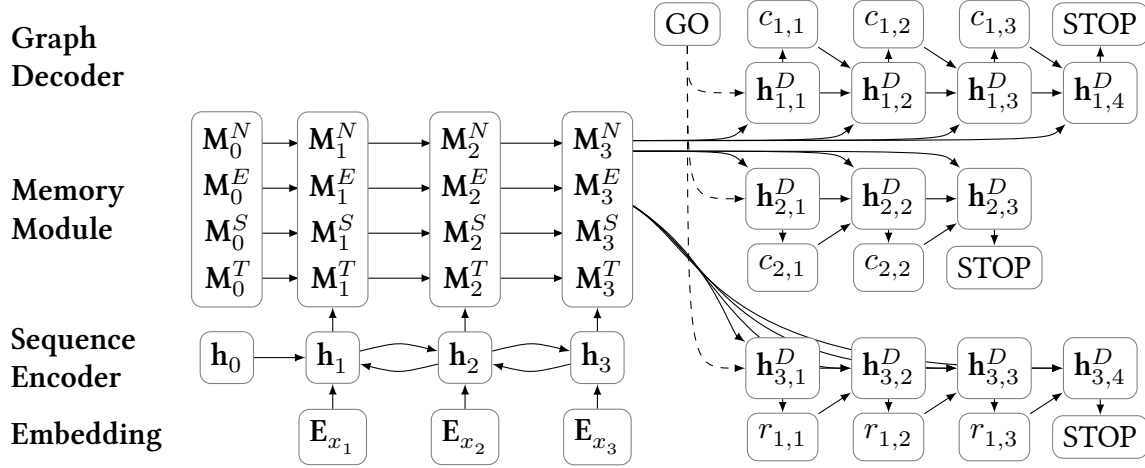 Graph
Decoder
GO c_{1,1} c_{1,2} c_{1,3} STOP
h^D_{1,1} h^D_{1,2} h^D_{1,3} h^D_{1,4}
Memory
Module
M^N_0 M^N_1 M^N_2 M^N_3
M^E_0 M^E_1 M^E_2 M^E_3
M^S_0 M^S_1 M^S_2 M^S_3
M^T_0 M^T_1 M^T_2 M^T_3
h^D_{2,1} h^D_{2,2} h^D_{2,3}
c_{2,1} c_{2,2} STOP
Sequence
Encoder
h_0 h_1 h_2 h_3
h^D_{3,1} h^D_{3,2} h^D_{3,3} h^D_{3,4}
Embedding
E_{x_1} E_{x_2} E_{x_3}
r_{1,1} r_{1,2} r_{1,3} STOP